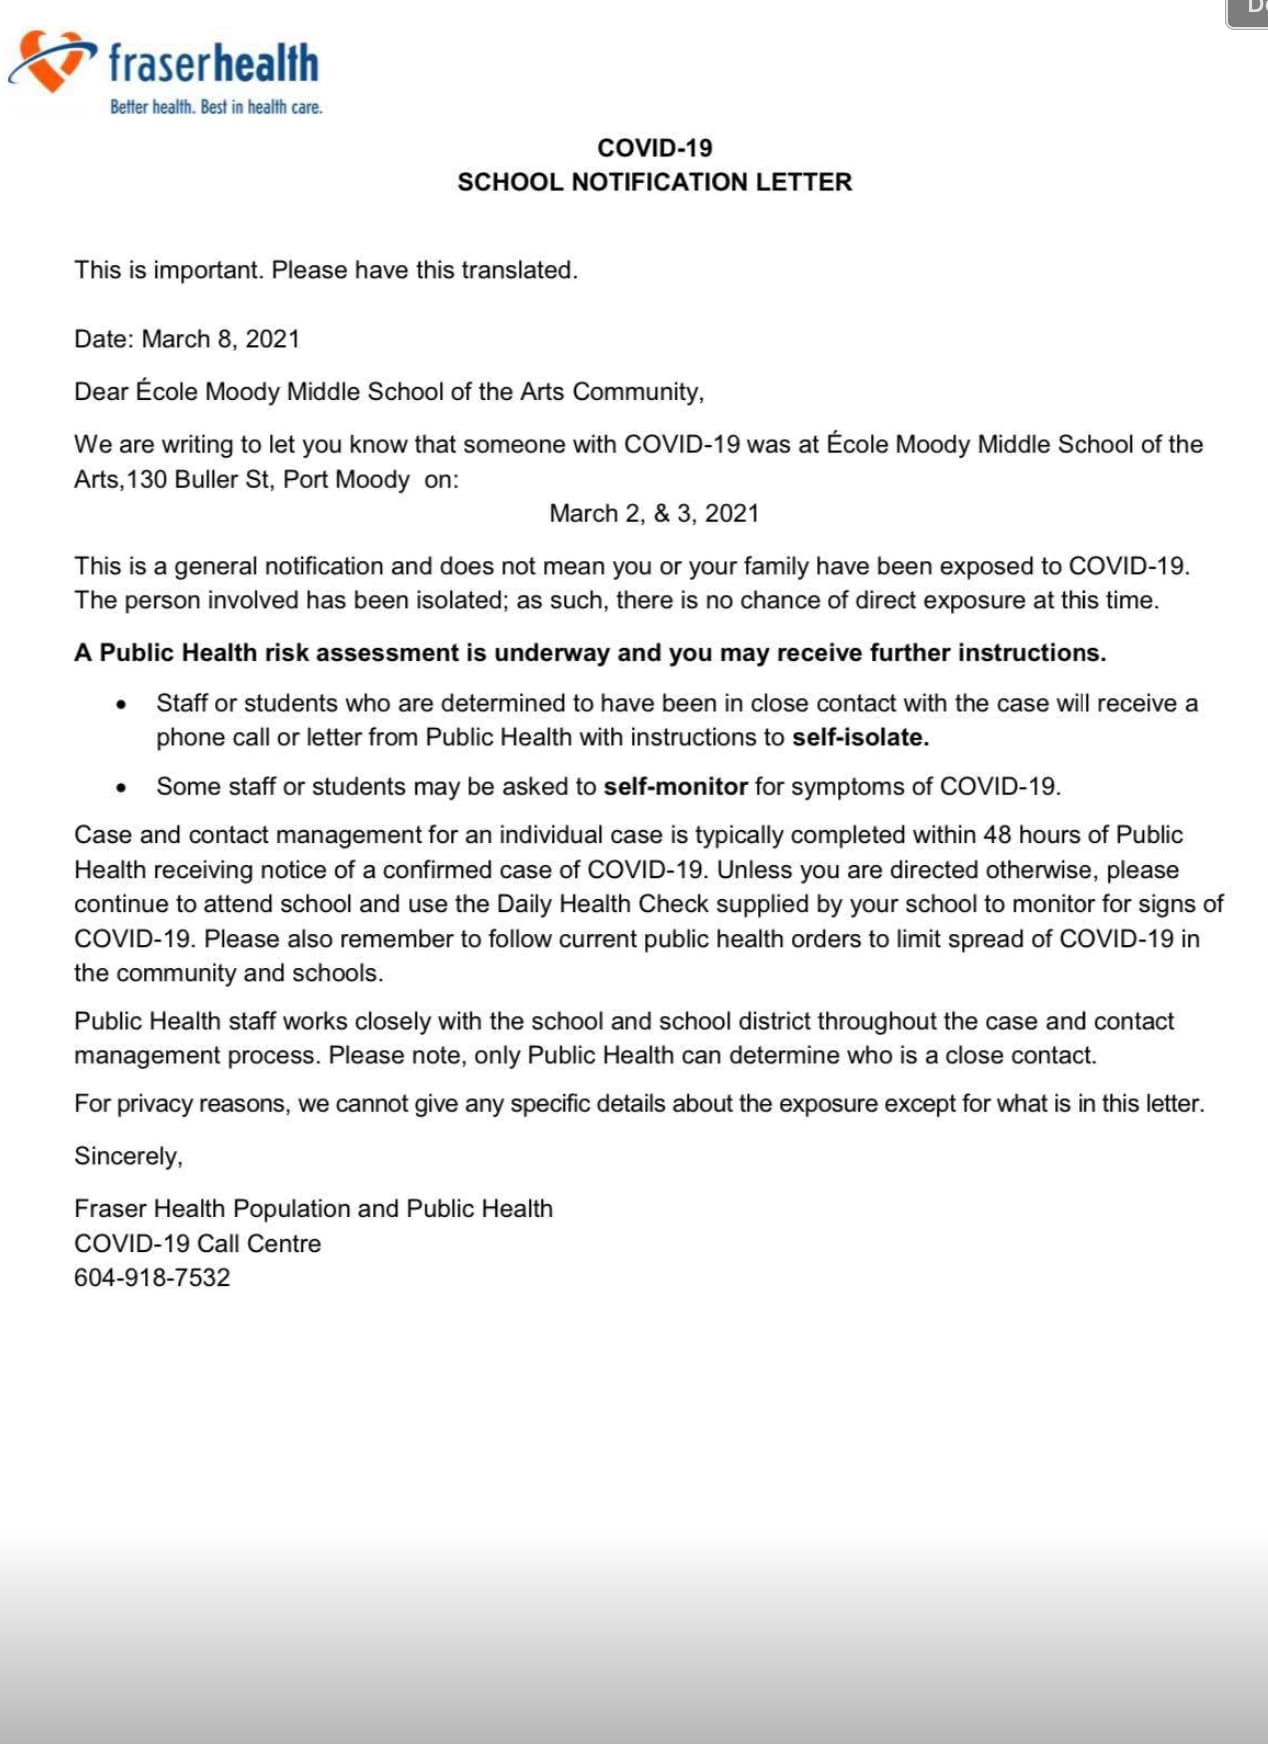 fraserhealth
Better health. Best in health care.
COVID-19
SCHOOL NOTIFICATION LETTER
This is important. Please have this translated.
Date: March 8, 2021
Dear École Moody Middle School of the Arts Community,
We are writing to let you know that someone with COVID-19 was at École Moody Middle School of the
Arts,130 Buller St, Port Moody on:
March 2, & 3, 2021
This is a general notification and does not mean you or your family have been exposed to COVID-19.
The person involved has been isolated; as such, there is no chance of direct exposure at this time.
A Public Health risk assessment is underway and you may receive further instructions.
• Staff or students who are determined to have been in close contact with the case will receive a
phone call or letter from Public Health with instructions to self-isolate.
• Some staff or students may be asked to self-monitor for symptoms of COVID-19.
Case and contact management for an individual case is typically completed within 48 hours of Public
Health receiving notice of a confirmed case of COVID-19. Unless you are directed otherwise, please
continue to attend school and use the Daily Health Check supplied by your school to monitor for signs of
COVID-19. Please also remember to follow current public health orders to limit spread of COVID-19 in
the community and schools.
Public Health staff works closely with the school and school district throughout the case and contact
management process. Please note, only Public Health can determine who is a close contact.
For privacy reasons, we cannot give any specific details about the exposure except for what is in this letter.
Sincerely,
Fraser Health Population and Public Health
COVID-19 Call Centre
604-918-7532